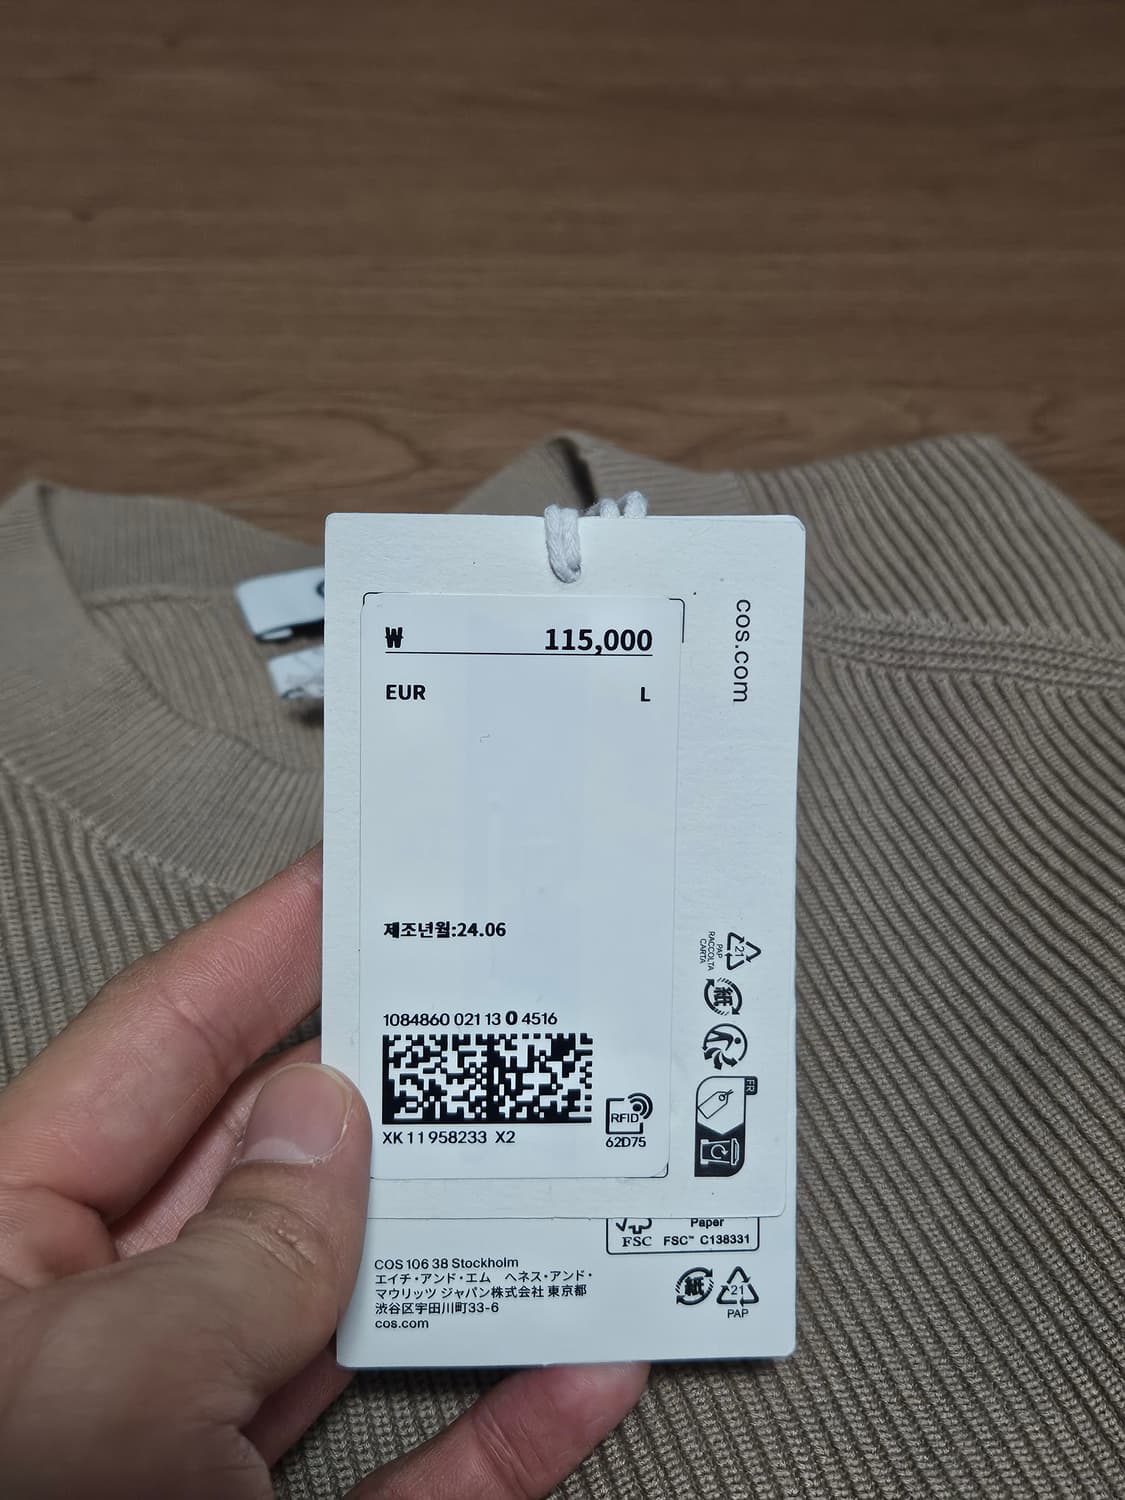 ₩ 115,000
EUR L
제조년월:24.06
1084860 021 13 0 4516
XK 11 958233 X2
RFID
62D75
cos.com
21
PAP
RACCOLTA
CARTA
紙
FR
Paper
FSC FSC™ C138331
COS 106 38 Stockholm
エイチ・アンド・エム ヘネス・アンド・
マウリッツ ジャパン株式会社 東京都
渋谷区宇田川町33-6
cos.com
紙
21
PAP